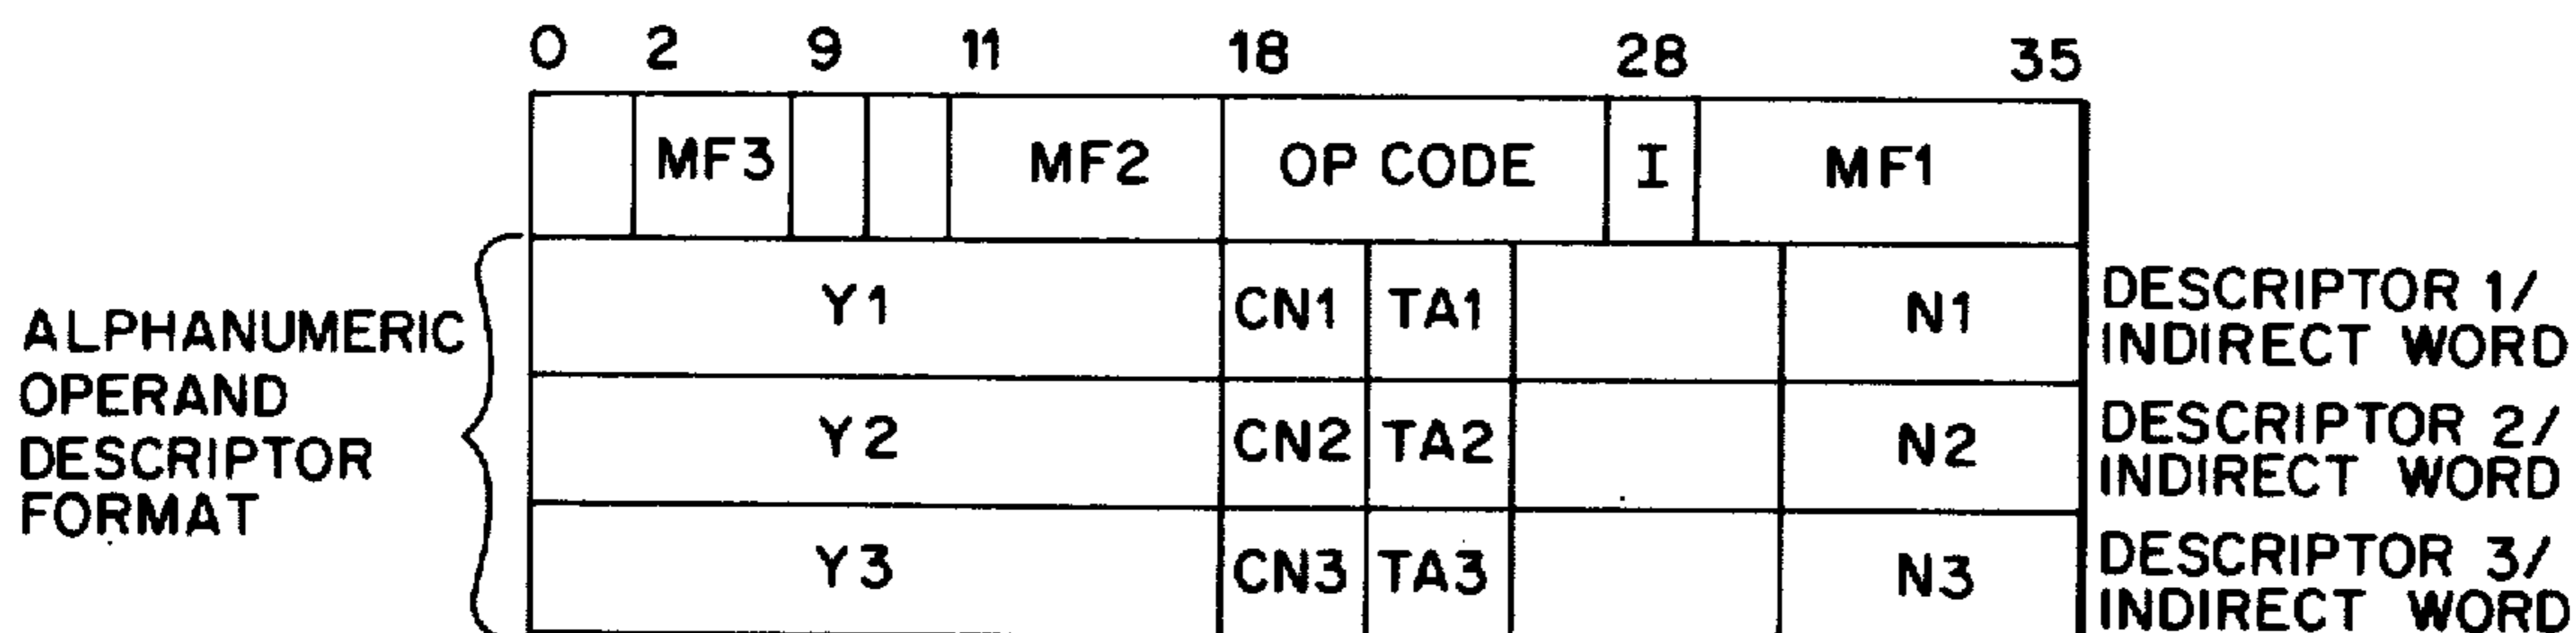 0 2 9 11 18 28 35
MF3 MF2 OP CODE I MF1
ALPHANUMERIC
OPERAND
DESCRIPTOR
FORMAT
Y1 CN1 TA1 N1
DESCRIPTOR 1/
INDIRECT WORD
Y2 CN2 TA2 N2
DESCRIPTOR 2/
INDIRECT WORD
Y3 CN3 TA3 N3
DESCRIPTOR 3/
INDIRECT WORD